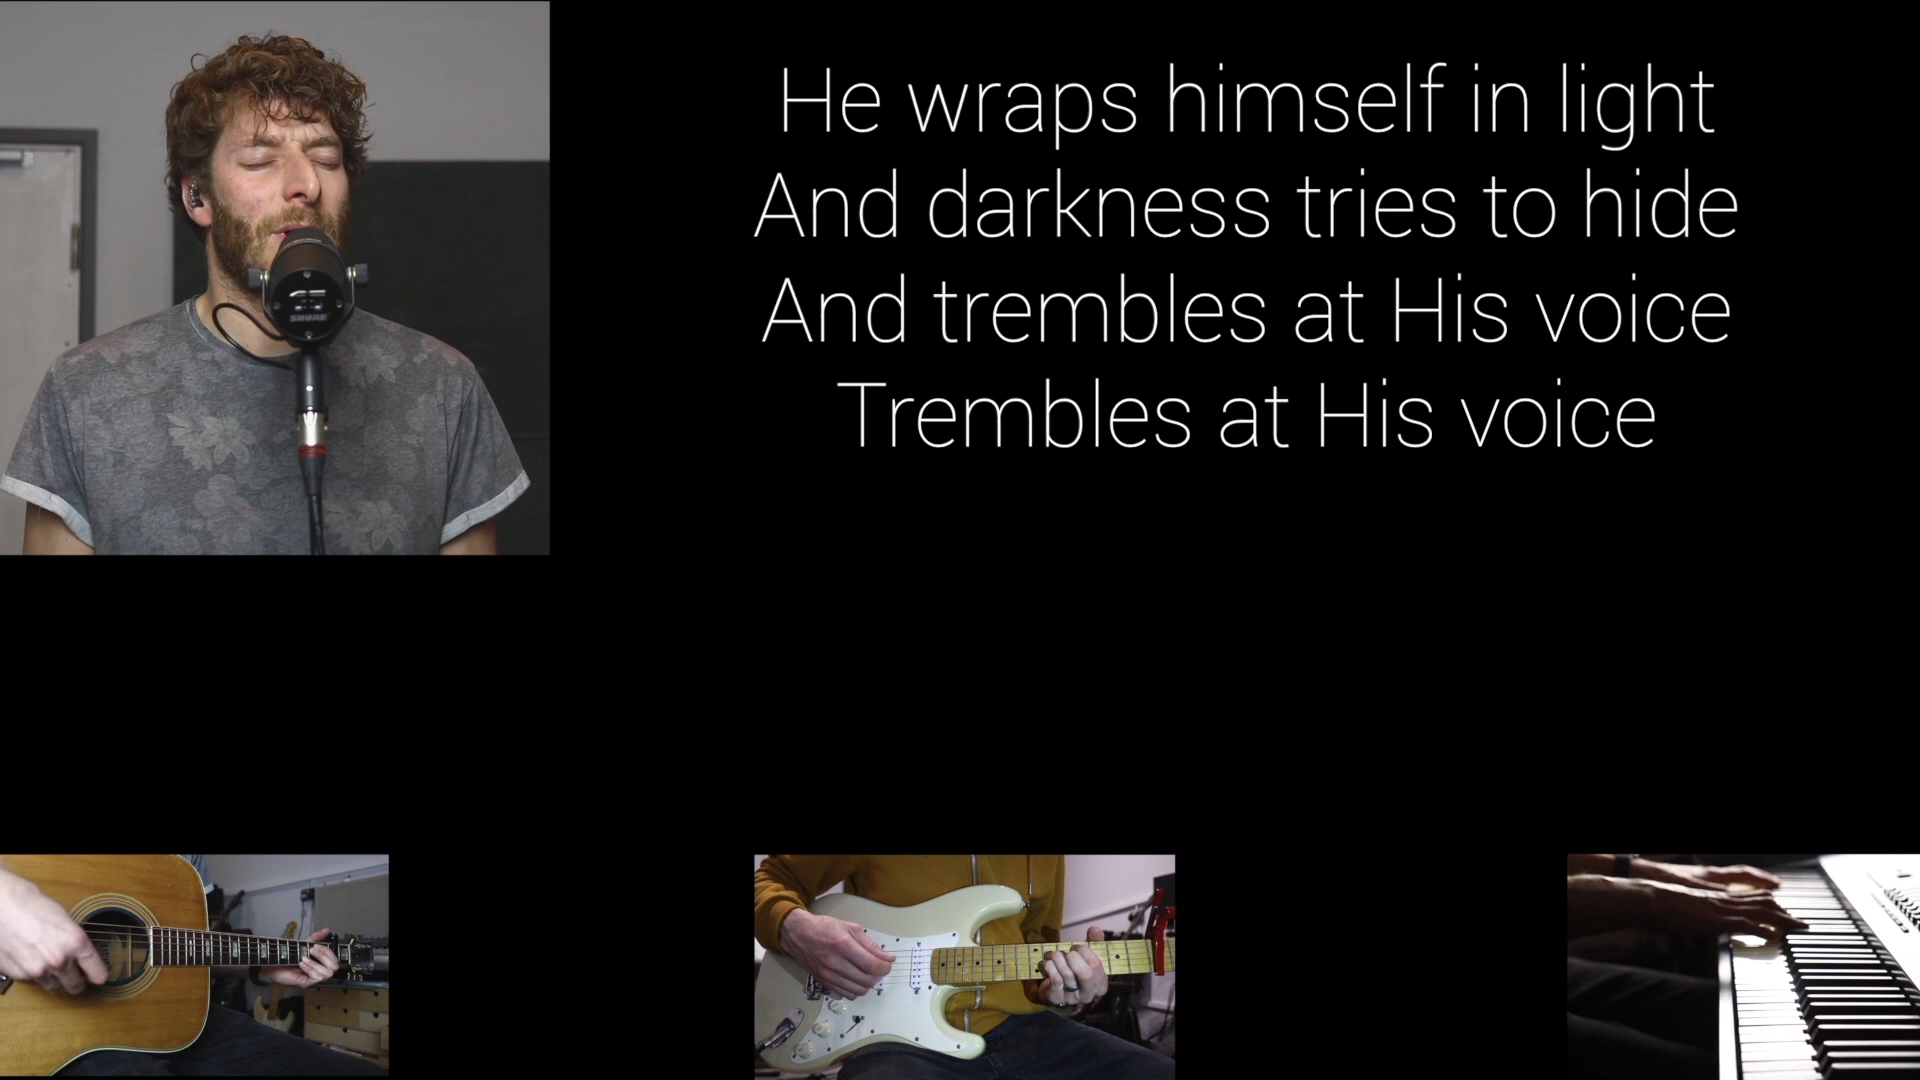 He wraps himself in light
And darkness tries to hide
And trembles at His voice
Trembles at His voice
SHURE